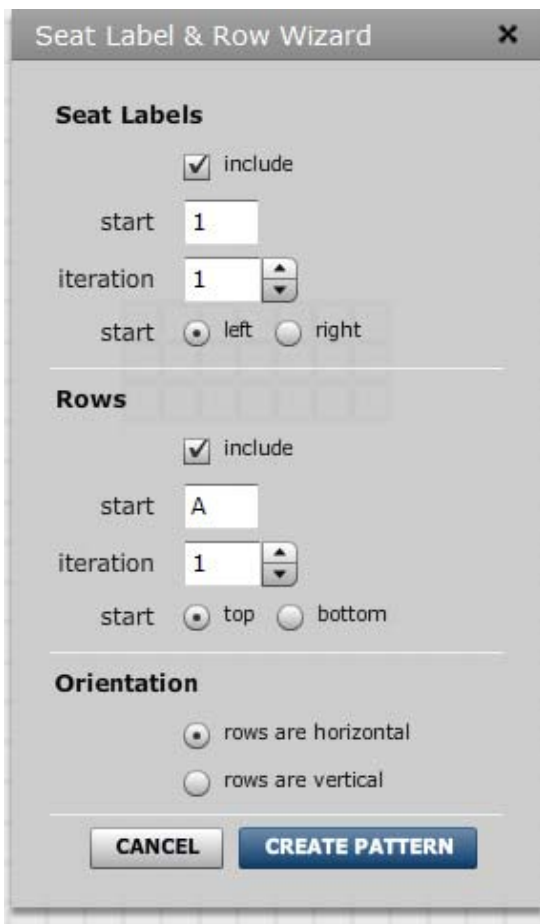 Seat Label & Row Wizard
Seat Labels
include
start 1
iteration 1
start left right
Rows
include
start A
iteration 1
start top bottom
Orientation
rows are horizontal
rows are vertical
CANCEL CREATE PATTERN